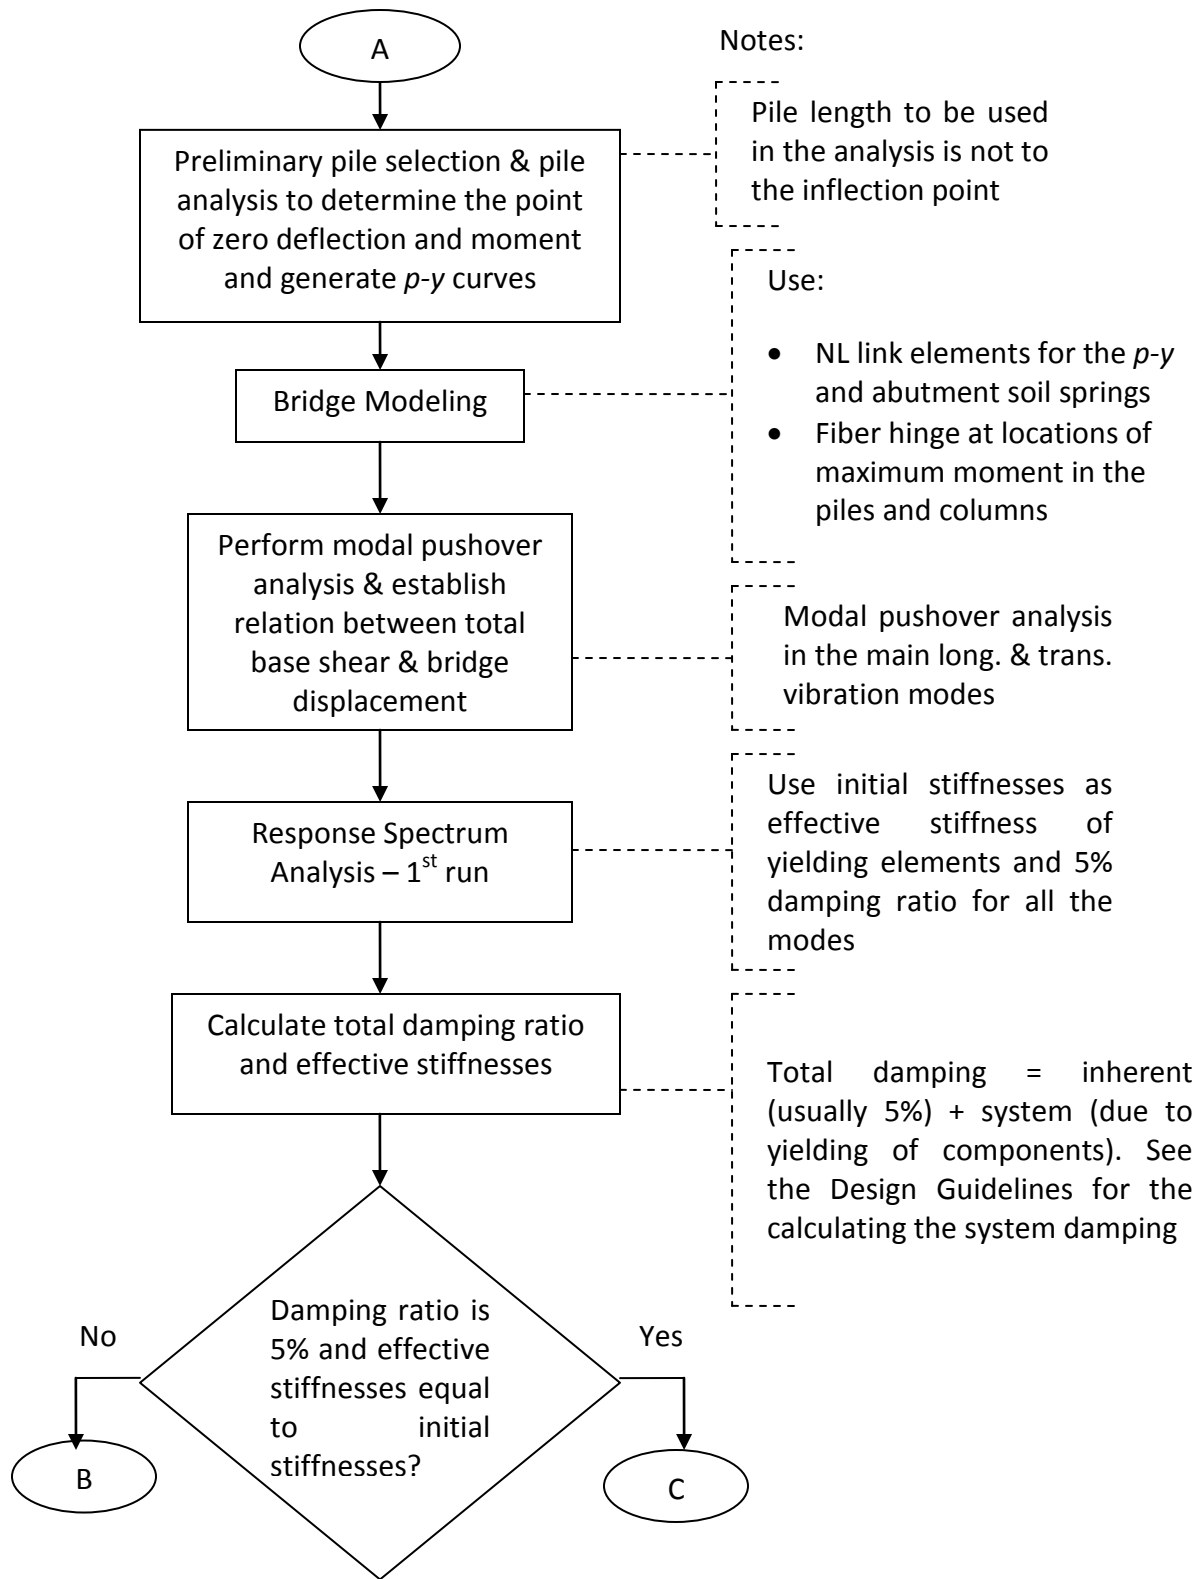 A
Notes:
Pile length to be used
in the analysis is not to
the inflection point
Preliminary pile selection & pile
analysis to determine the point
of zero deflection and moment
and generate p-y curves
Use:
• NL link elements for the p-y
and abutment soil springs
• Fiber hinge at locations of
maximum moment in the
piles and columns
Bridge Modeling
Perform modal pushover
analysis & establish
relation between total
base shear & bridge
displacement
Modal pushover analysis
in the main long. & trans.
vibration modes
Response Spectrum
Analysis – 1st run
Use initial stiffnesses as
effective stiffness of
yielding elements and 5%
damping ratio for all the
modes
Calculate total damping ratio
and effective stiffnesses
Total damping = inherent
(usually 5%) + system (due to
yielding of components). See
the Design Guidelines for the
calculating the system damping
Damping ratio is
5% and effective
stiffnesses equal
to initial
stiffnesses?
No
Yes
B
C